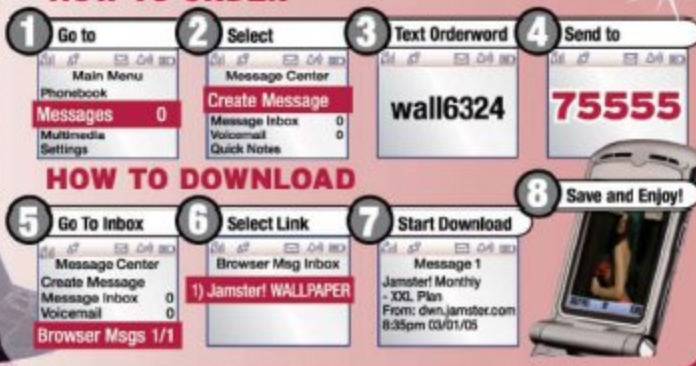 HOW TO ORDER
1 Go to
Main Menu
Phonebook
Messages 0
Multimedia
Settings
2 Select
Message Center
Create Message
Message Inbox 0
Voicemail 0
Quick Notes
3 Text Orderword
wall6324
4 Send to
75555
HOW TO DOWNLOAD
5 Go To Inbox
Message Center
Create Message
Message Inbox 0
Voicemail 0
Browser Msgs 1/1
6 Select Link
Browser Msg Inbox
1) Jamster! WALLPAPER
7 Start Download
Message 1
Jamster! Monthly
- XXL Plan
From: dwn.jamster.com
8:35pm 03/01/05
8 Save and Enjoy!